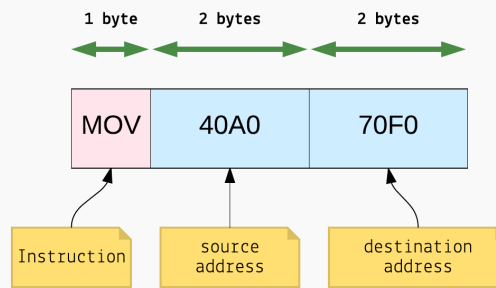 1 byte 2 bytes 2 bytes
MOV 40A0 70F0
Instruction
source
address
destination
address